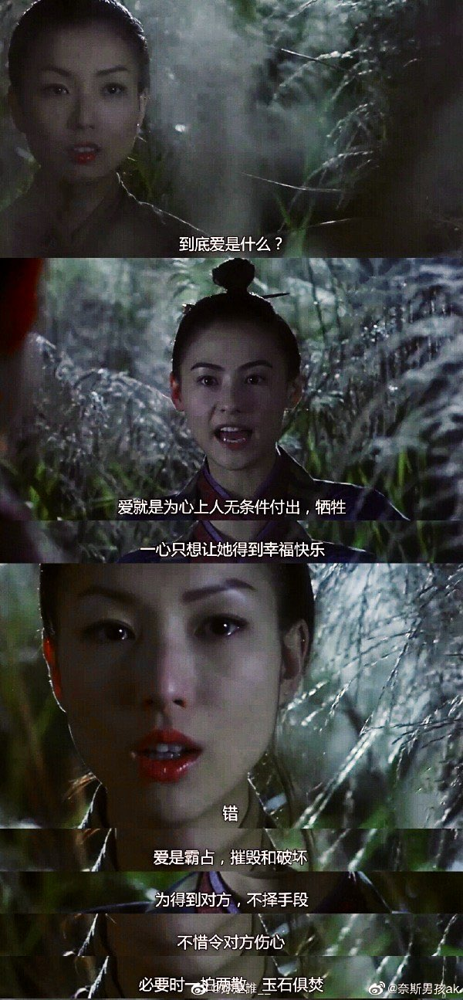 到底爱是什么？
爱就是为心上人无条件付出，牺牲
一心只想让她得到幸福快乐
错
爱是霸占，摧毁和破坏
为得到对方，不择手段
不惜令对方伤心
必要时一拍两散，玉石俱焚
@奈斯男孩ak